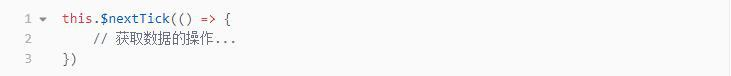 1 this.$nextTick(() => {
2     // 获取数据的操作...
3 })